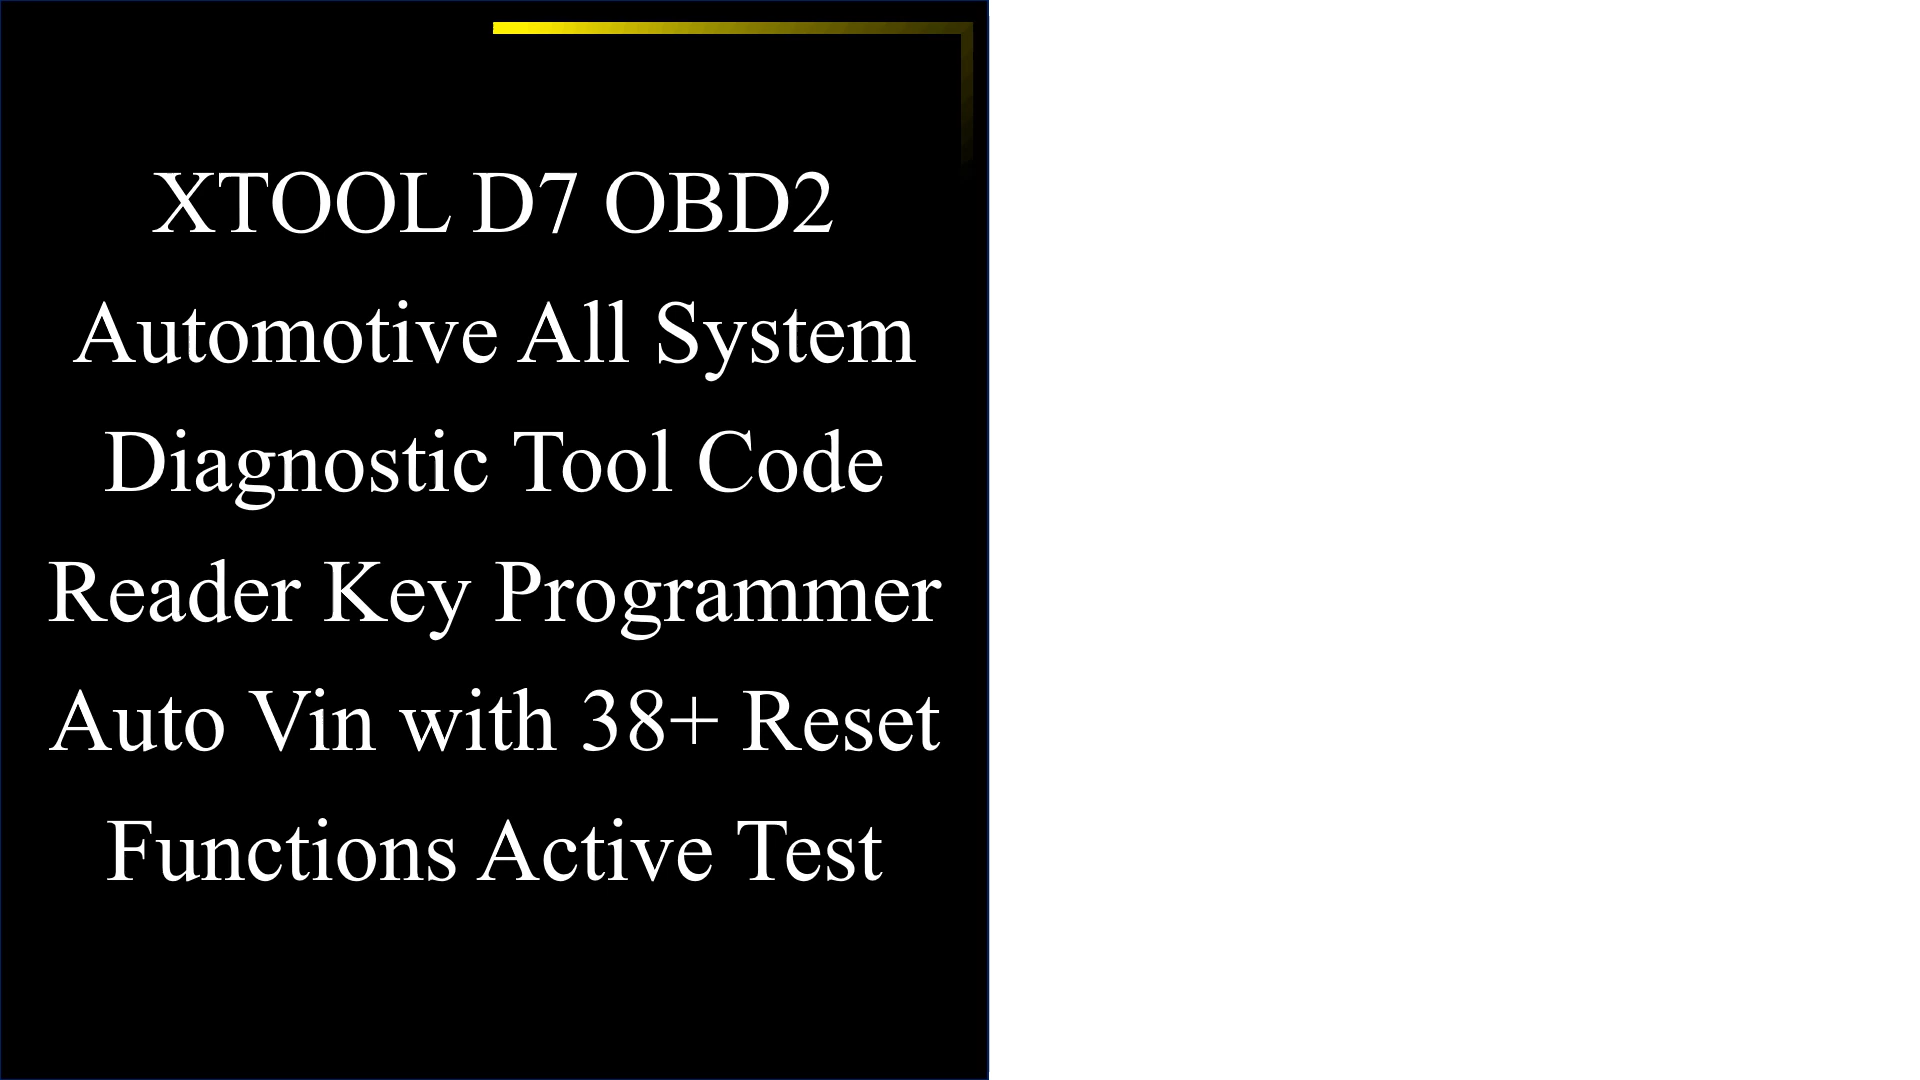 XTOOL D7 OBD2
Automotive All System
Diagnostic Tool Code
Reader Key Programmer
Auto Vin with 38+ Reset
Functions Active Test